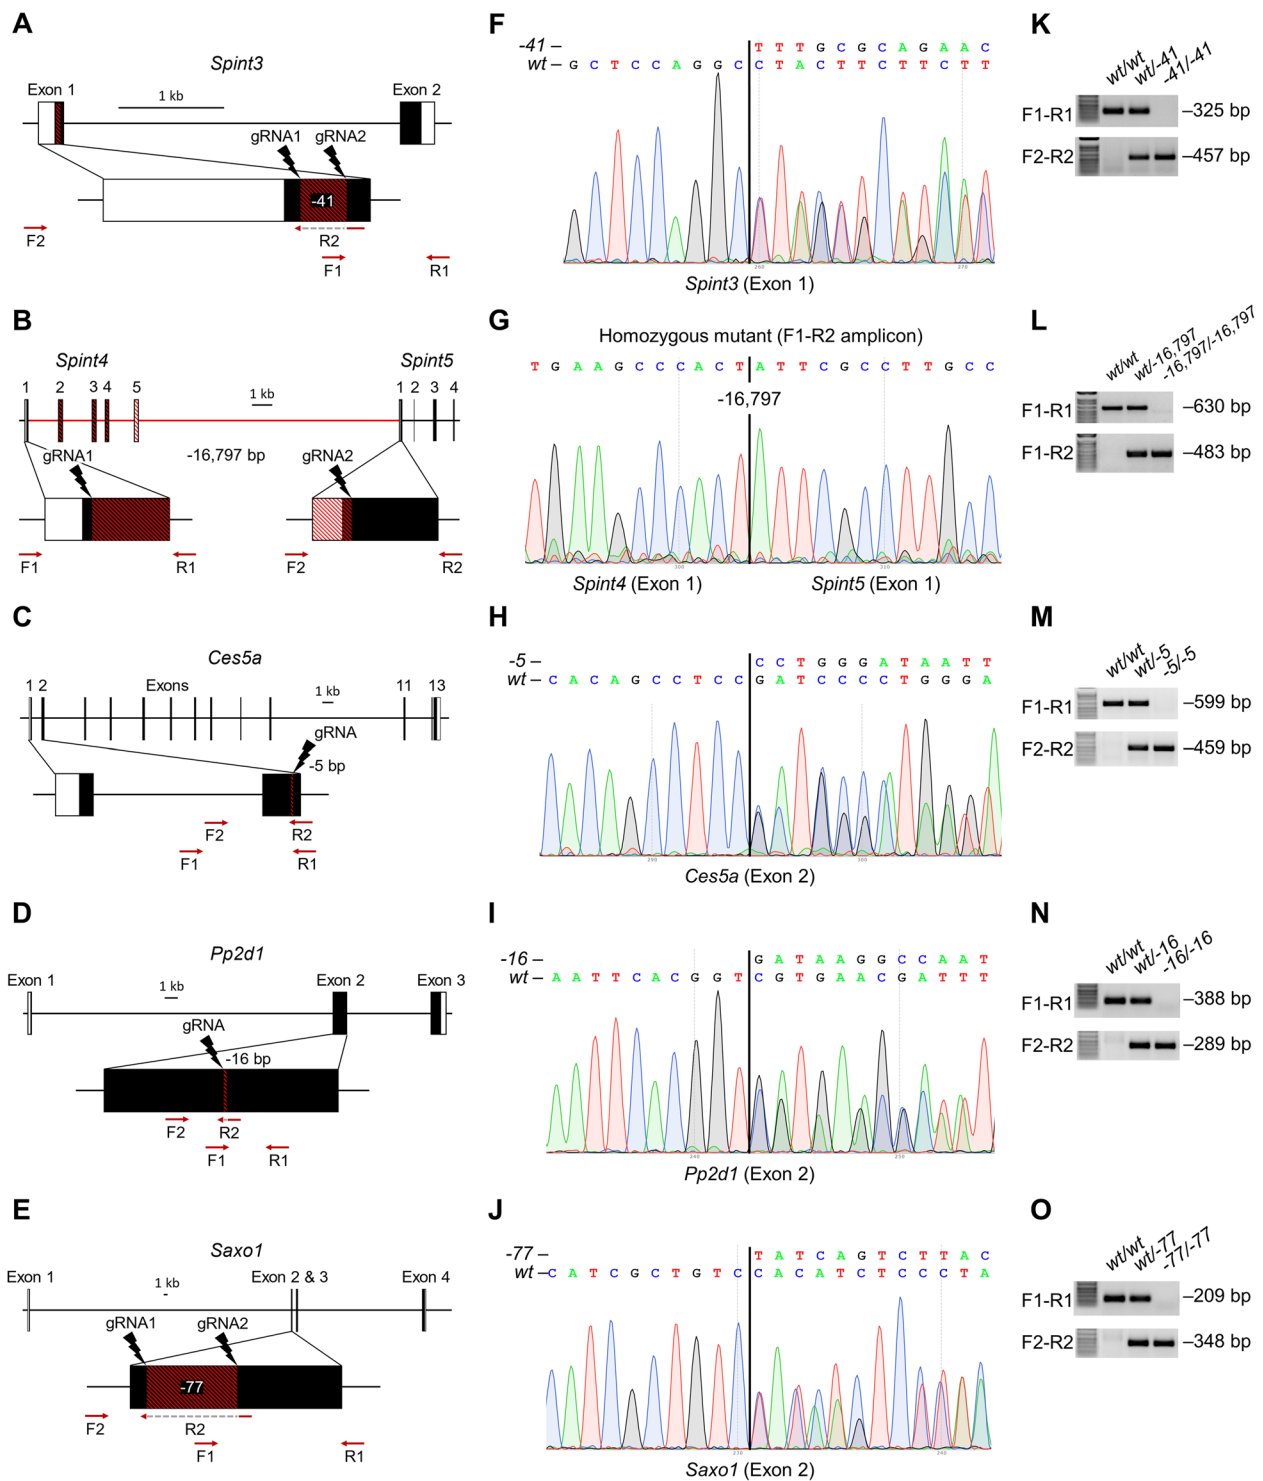 A
Spint3
Exon 1
1 kb
Exon 2
gRNA1 gRNA2
-41
F2
R2
F1
R1
B
Spint4
Spint5
1 2 3 4 5
1 kb
1 2 3 4
gRNA1
-16,797 bp
gRNA2
F1
R1
F2
R2
C
Ces5a
1 2
Exons
1 kb
11
13
gRNA
-5 bp
F2
R2
F1
R1
D
Pp2d1
Exon 1
1 kb
Exon 2
Exon 3
gRNA
-16 bp
F2
R2
F1
R1
E
Saxo1
Exon 1
1 kb
Exon 2 & 3
Exon 4
gRNA1
gRNA2
-77
F2
R2
F1
R1
F
-41 – T T T G C G C A G A A C
wt – G C T C C A G G C C T A C T T C T T C T T
260
270
Spint3 (Exon 1)
G
Homozygous mutant (F1-R2 amplicon)
T G A A G C C C A C T A T T C G C C T T G C C
-16,797
300
310
Spint4 (Exon 1)
Spint5 (Exon 1)
H
-5 – C C T G G G A T A A T T
wt – C A C A G C C T C C G A T C C C C T G G G A
290
300
Ces5a (Exon 2)
I
-16 – G A T A A G G C C A A T
wt – A A T T C A C G G T C G T G A A C G A T T T
240
250
Pp2d1 (Exon 2)
J
-77 – T A T C A G T C T T A C
wt – C A T C G C T G T C C A C A T C T C C C T A
230
240
Saxo1 (Exon 2)
K
wt/wt
wt/-41
-41/-41
F1-R1
–325 bp
F2-R2
–457 bp
L
wt/wt
wt/-16,797
-16,797/-16,797
F1-R1
–630 bp
F1-R2
–483 bp
M
wt/wt
wt/-5
-5/-5
F1-R1
–599 bp
F2-R2
–459 bp
N
wt/wt
wt/-16
-16/-16
F1-R1
–388 bp
F2-R2
–289 bp
O
wt/wt
wt/-77
-77/-77
F1-R1
–209 bp
F2-R2
–348 bp